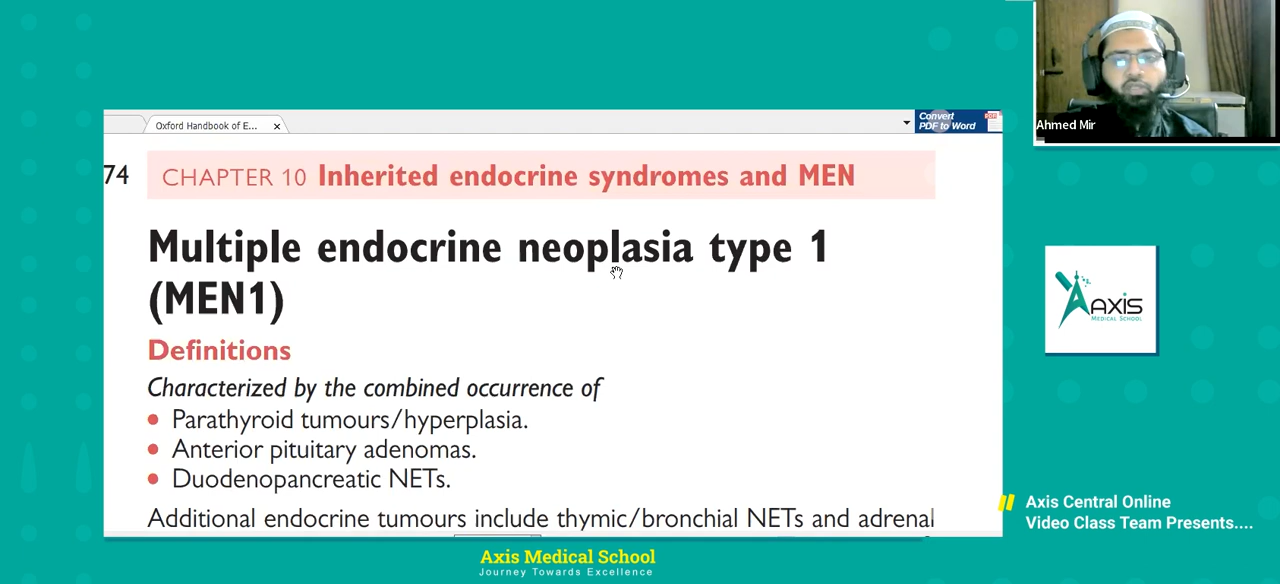 Oxford Handbook of E...
Convert
PDF to Word
Ahmed Mir
74 CHAPTER 10 Inherited endocrine syndromes and MEN
Multiple endocrine neoplasia type 1
(MEN1)
Definitions
Characterized by the combined occurrence of
• Parathyroid tumours/hyperplasia.
• Anterior pituitary adenomas.
• Duodenopancreatic NETs.
Additional endocrine tumours include thymic/bronchial NETs and adrenal
AXIS
MEDICAL SCHOOL
Axis Central Online
Video Class Team Presents....
Axis Medical School
Journey Towards Excellence